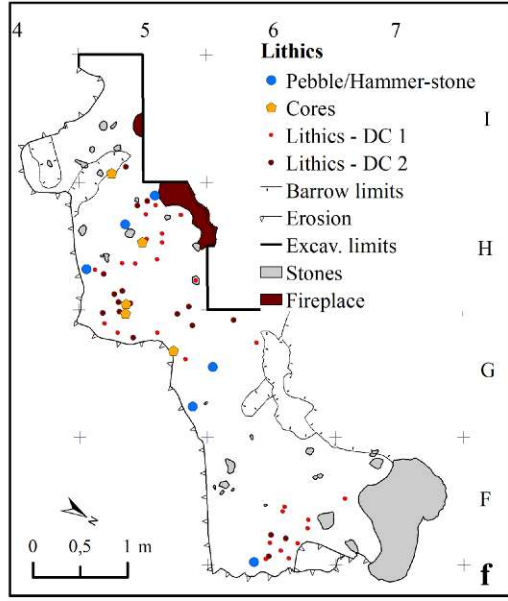 4 5 6 7
Lithics
Pebble/Hammer-stone
Cores
I
Lithics - DC 1
Lithics - DC 2
Barrow limits
Erosion
Excav. limits
H
Stones
Fireplace
G
F
N
0 0,5 1 m
f